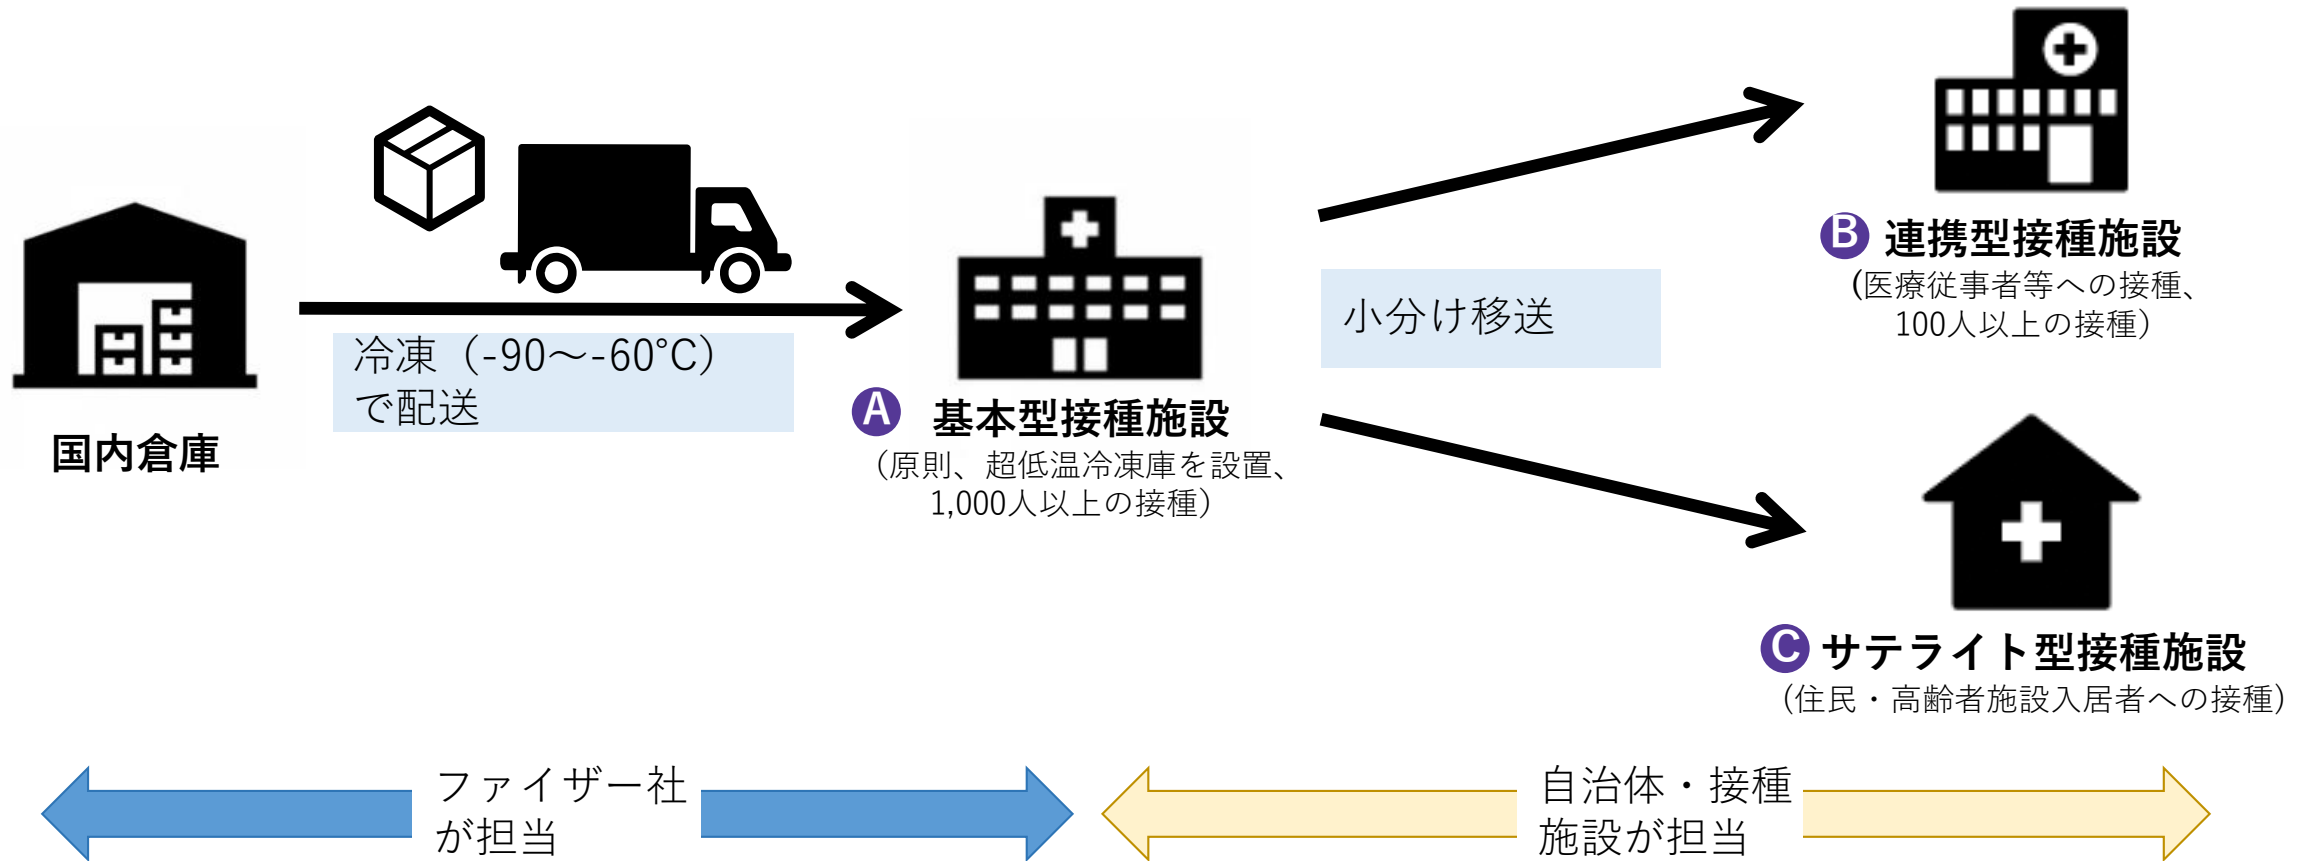 国内倉庫
冷凍（-90～-60℃）
で配送
A 基本型接種施設
（原則、超低温冷凍庫を設置、
1,000人以上の接種）
小分け移送
B 連携型接種施設
(医療従事者等への接種、
100人以上の接種）
C サテライト型接種施設
（住民・高齢者施設入居者への接種）
ファイザー社
が担当
自治体・接種
施設が担当